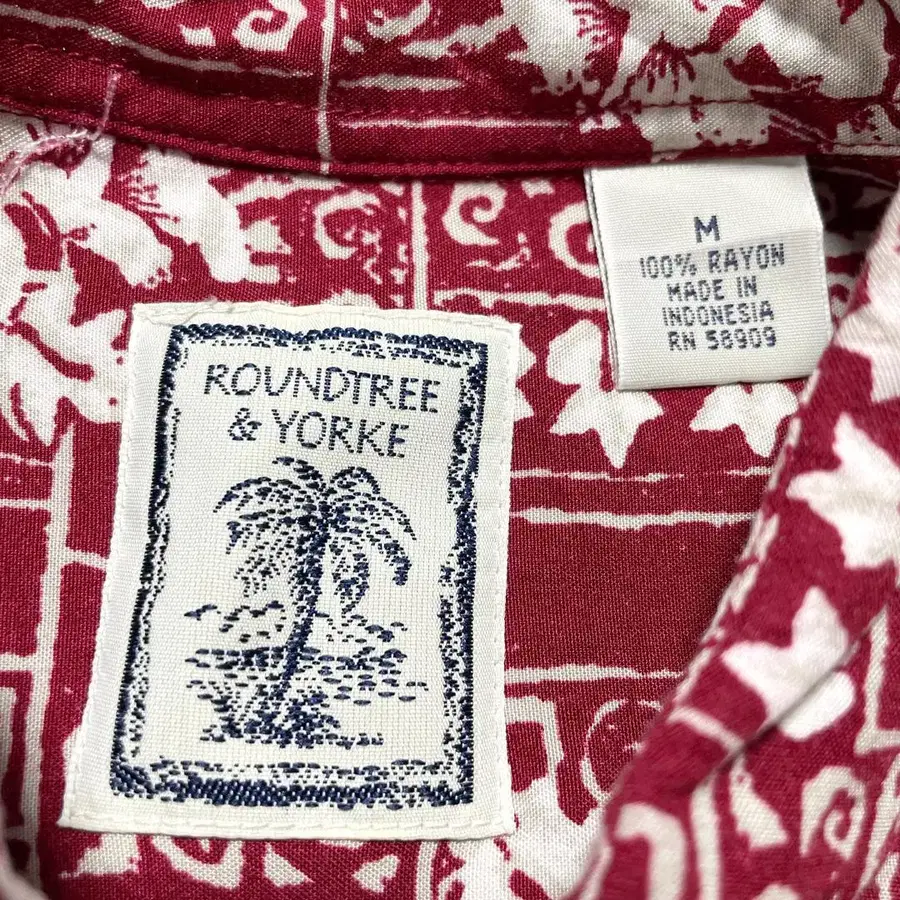 M
100% RAYON
MADE IN
INDONESIA
RN 58909
ROUNDTREE
& YORKE